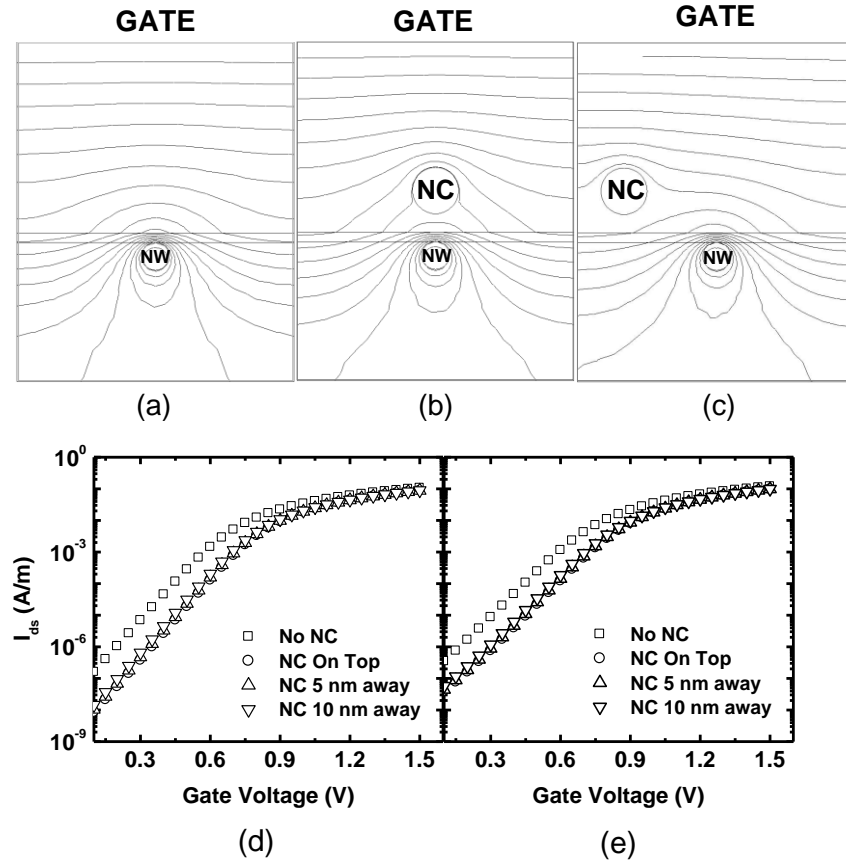 GATE GATE GATE
NC NC
NW NW NW
(a) (b) (c)
10^0
10^-3
10^-6
10^-9
I_ds (A/m)
No NC
NC On Top
NC 5 nm away
NC 10 nm away
0.3 0.6 0.9 1.2 1.5
Gate Voltage (V)
(d)
No NC
NC On Top
NC 5 nm away
NC 10 nm away
0.3 0.6 0.9 1.2 1.5
Gate Voltage (V)
(e)